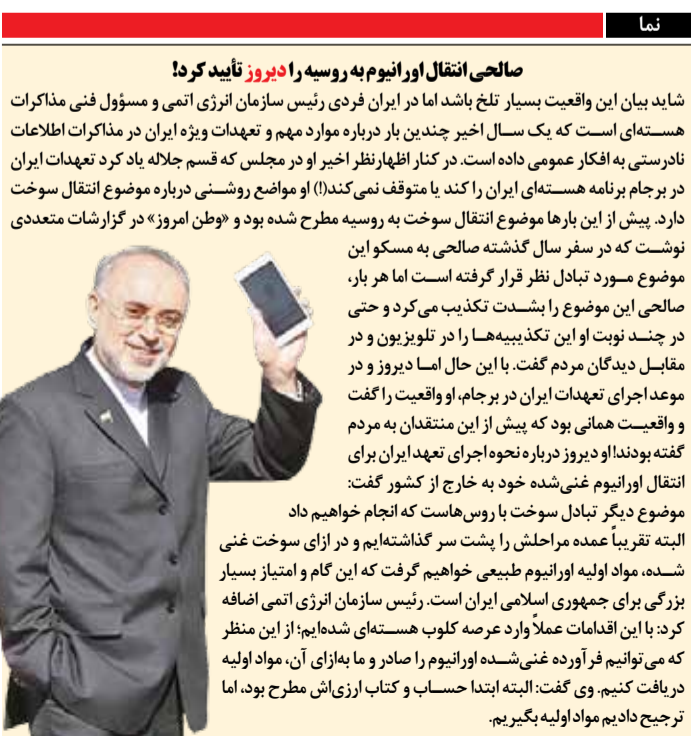 نما
صالحی انتقال اورانیوم به روسیه را دیروز تأیید کرد!
شاید بیان این واقعیت بسیار تلخ باشد اما در ایران فردی رئیس سازمان انرژی اتمی و مسؤول فنی مذاکرات
هسته‌ای است که یک سال اخیر چندین بار درباره موارد مهم و تعهدات ویژه ایران در مذاکرات اطلاعات
نادرستی به افکار عمومی داده است. در کنار اظهارنظر اخیر او در مجلس که قسم جلاله یاد کرد تعهدات ایران
در برجام برنامه هسته‌ای ایران را کند یا متوقف نمی‌کند(!) او مواضع روشنی درباره موضوع انتقال سوخت
دارد. پیش از این بارها موضوع انتقال سوخت به روسیه مطرح شده بود و «وطن امروز» در گزارشات متعددی
نوشت که در سفر سال گذشته صالحی به مسکو این
موضوع مورد تبادل نظر قرار گرفته است اما هر بار،
صالحی این موضوع را بشدت تکذیب می‌کرد و حتی
در چند نوبت او این تکذیبیه‌ها را در تلویزیون و در
مقابل دیدگان مردم گفت. با این حال اما دیروز و در
موعد اجرای تعهدات ایران در برجام، او واقعیت را گفت
و واقعیت همانی بود که پیش از این منتقدان به مردم
گفته بودند! او دیروز درباره نحوه اجرای تعهد ایران برای
انتقال اورانیوم غنی‌شده خود به خارج از کشور گفت:
موضوع دیگر تبادل سوخت با روس‌هاست که انجام خواهیم داد
البته تقریباً عمده مراحلش را پشت سر گذاشته‌ایم و در ازای سوخت غنی
شده، مواد اولیه اورانیوم طبیعی خواهیم گرفت که این گام و امتیاز بسیار
بزرگی برای جمهوری اسلامی ایران است. رئیس سازمان انرژی اتمی اضافه
کرد: با این اقدامات عملاً وارد عرصه کلوب هسته‌ای شده‌ایم؛ از این منظر
که می‌توانیم فرآورده غنی‌شده اورانیوم را صادر و ما به‌ازای آن، مواد اولیه
دریافت کنیم. وی گفت: البته ابتدا حساب و کتاب ارزی‌اش مطرح بود، اما
ترجیح دادیم مواد اولیه بگیریم.